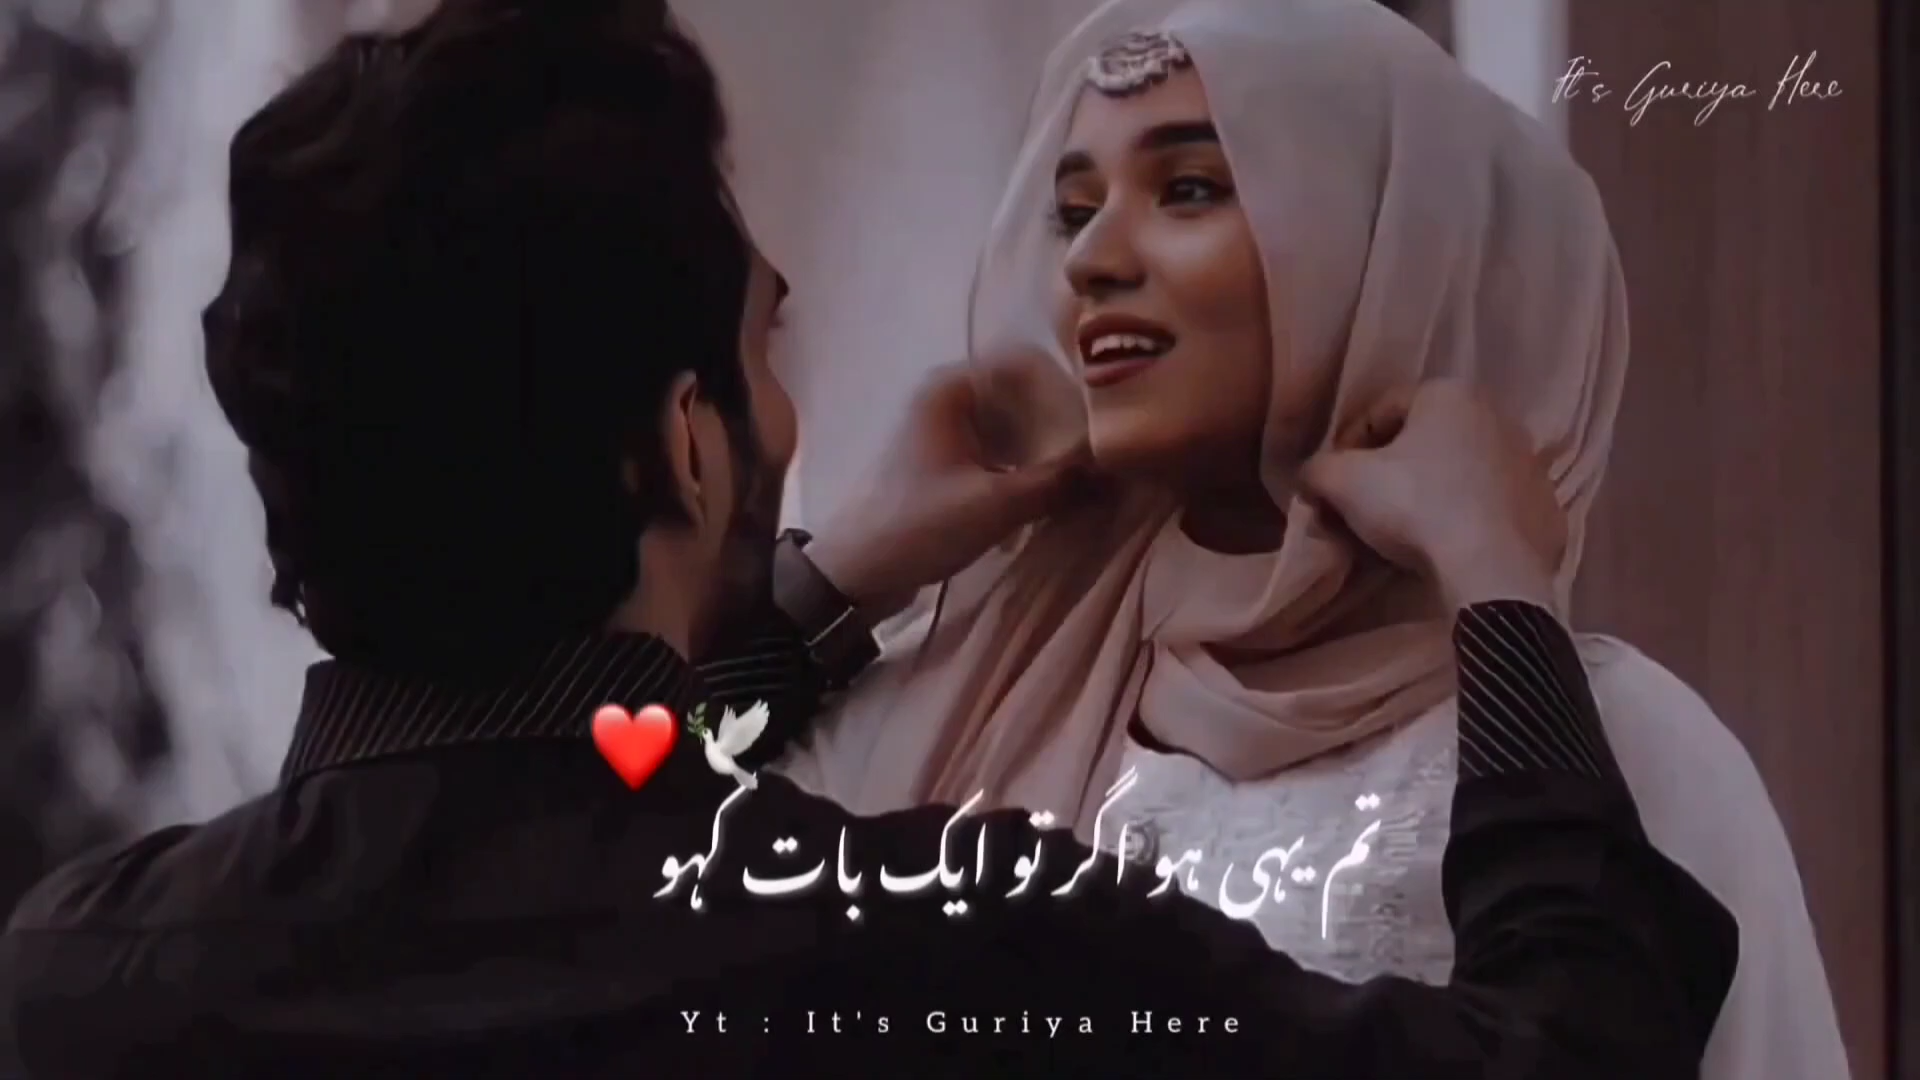 It's Guriya Here
❤️🕊️
تم یہی ہو اگر تو ایک بات کہو
Yt : It's Guriya Here